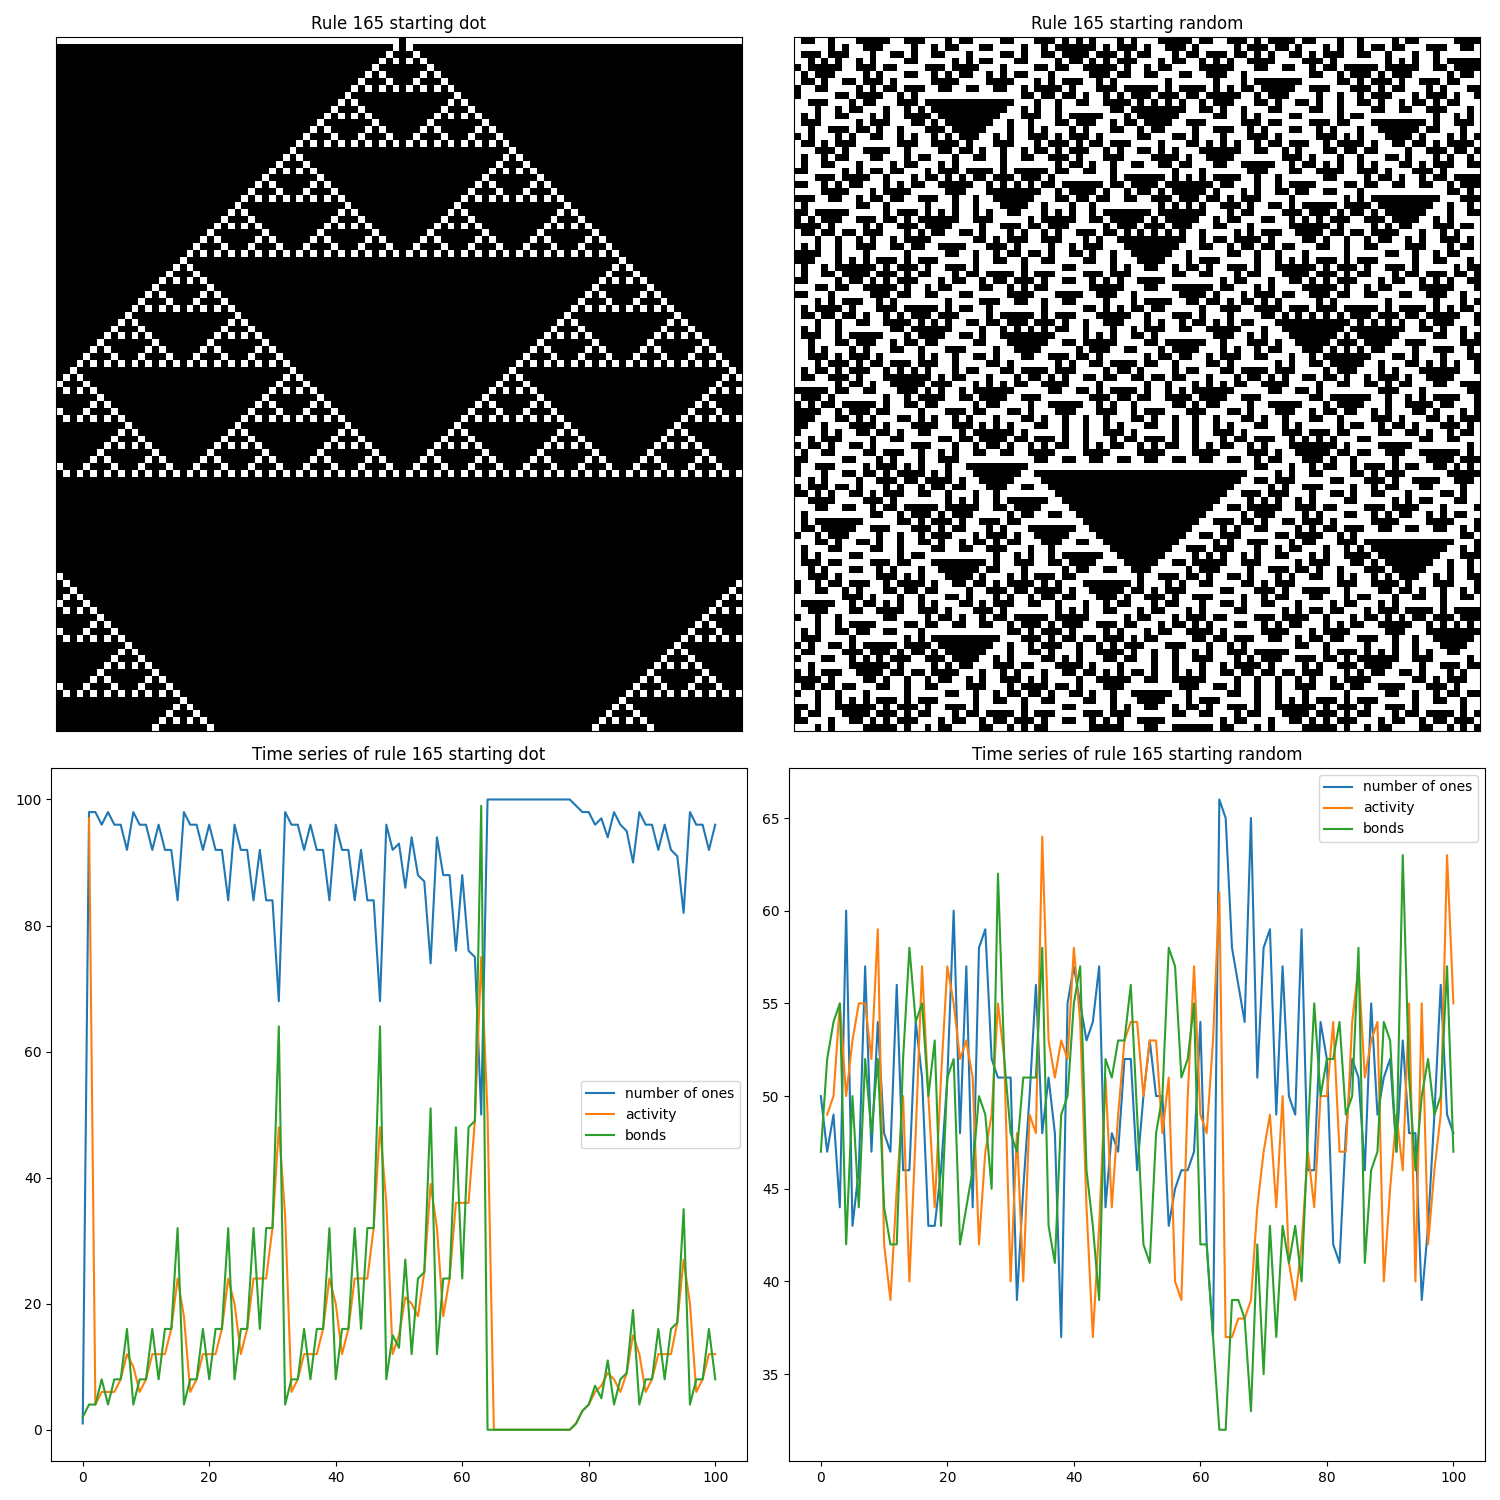 Rule 165 starting dot
Rule 165 starting random
Time series of rule 165 starting dot
100
80
60
40
20
0
number of ones
activity
bonds
0 20 40 60 80 100
Time series of rule 165 starting random
65
60
55
50
45
40
35
number of ones
activity
bonds
0 20 40 60 80 100